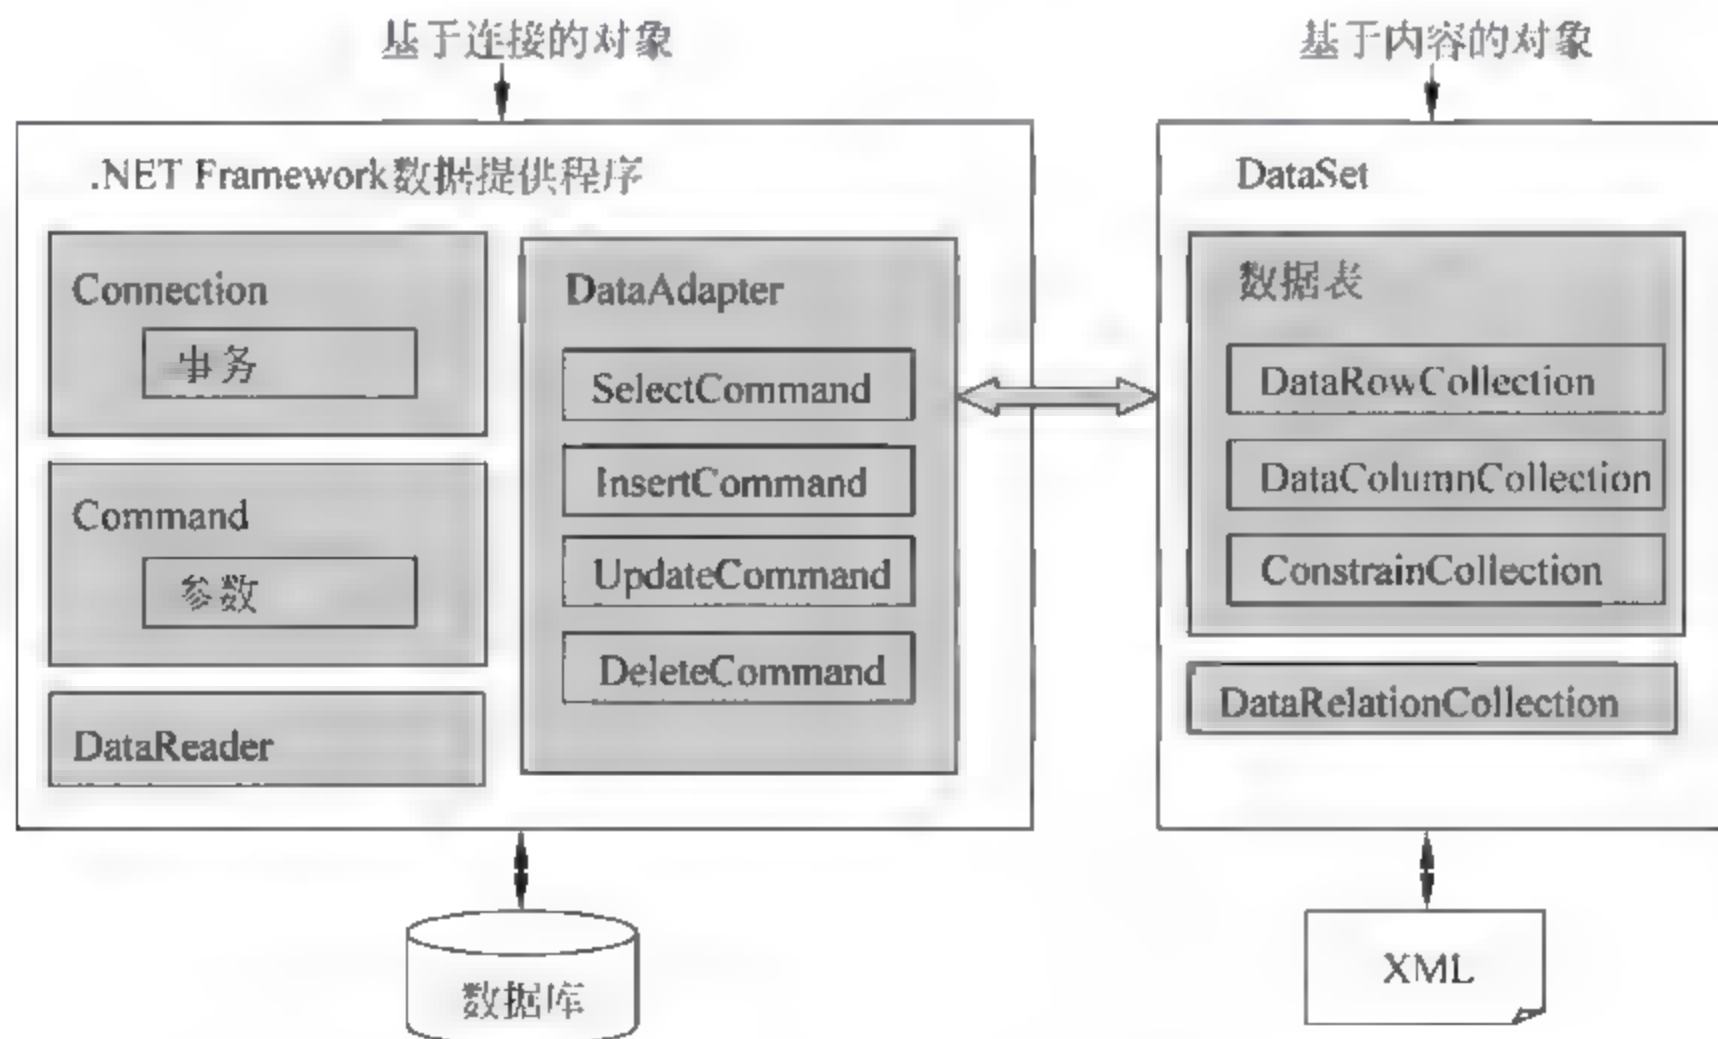 基于连接的对象
基于内容的对象
.NET Framework数据提供程序
Connection
事务
Command
参数
DataReader
DataAdapter
SelectCommand
InsertCommand
UpdateCommand
DeleteCommand
DataSet
数据表
DataRowCollection
DataColumnCollection
ConstrainCollection
DataRelationCollection
数据库
XML